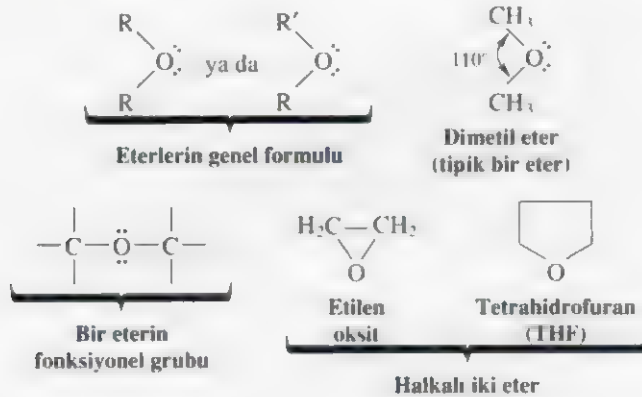 R
R′
CH₃
O ya da O
110° O
R
R
CH₃
Eterlerin genel formulu
Dimetil eter
(tipik bir eter)
—C—O—C—
H₂C—CH₂
O
O
Etilen
oksit
Tetrahidrofuran
(THF)
Bir eterin
fonksiyonel grubu
Halkalı iki eter